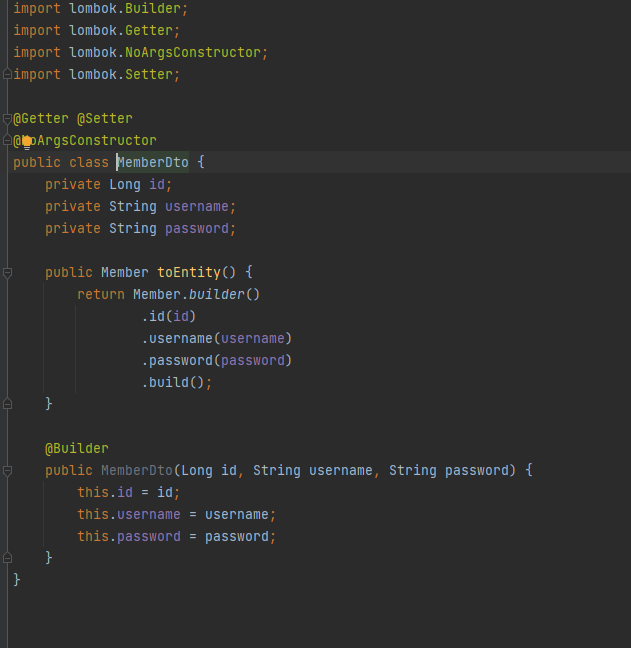 import lombok.Builder;
import lombok.Getter;
import lombok.NoArgsConstructor;
import lombok.Setter;

@Getter @Setter
@NoArgsConstructor
public class MemberDto {
    private Long id;
    private String username;
    private String password;

    public Member toEntity() {
        return Member.builder()
                .id(id)
                .username(username)
                .password(password)
                .build();
    }

    @Builder
    public MemberDto(Long id, String username, String password) {
        this.id = id;
        this.username = username;
        this.password = password;
    }
}